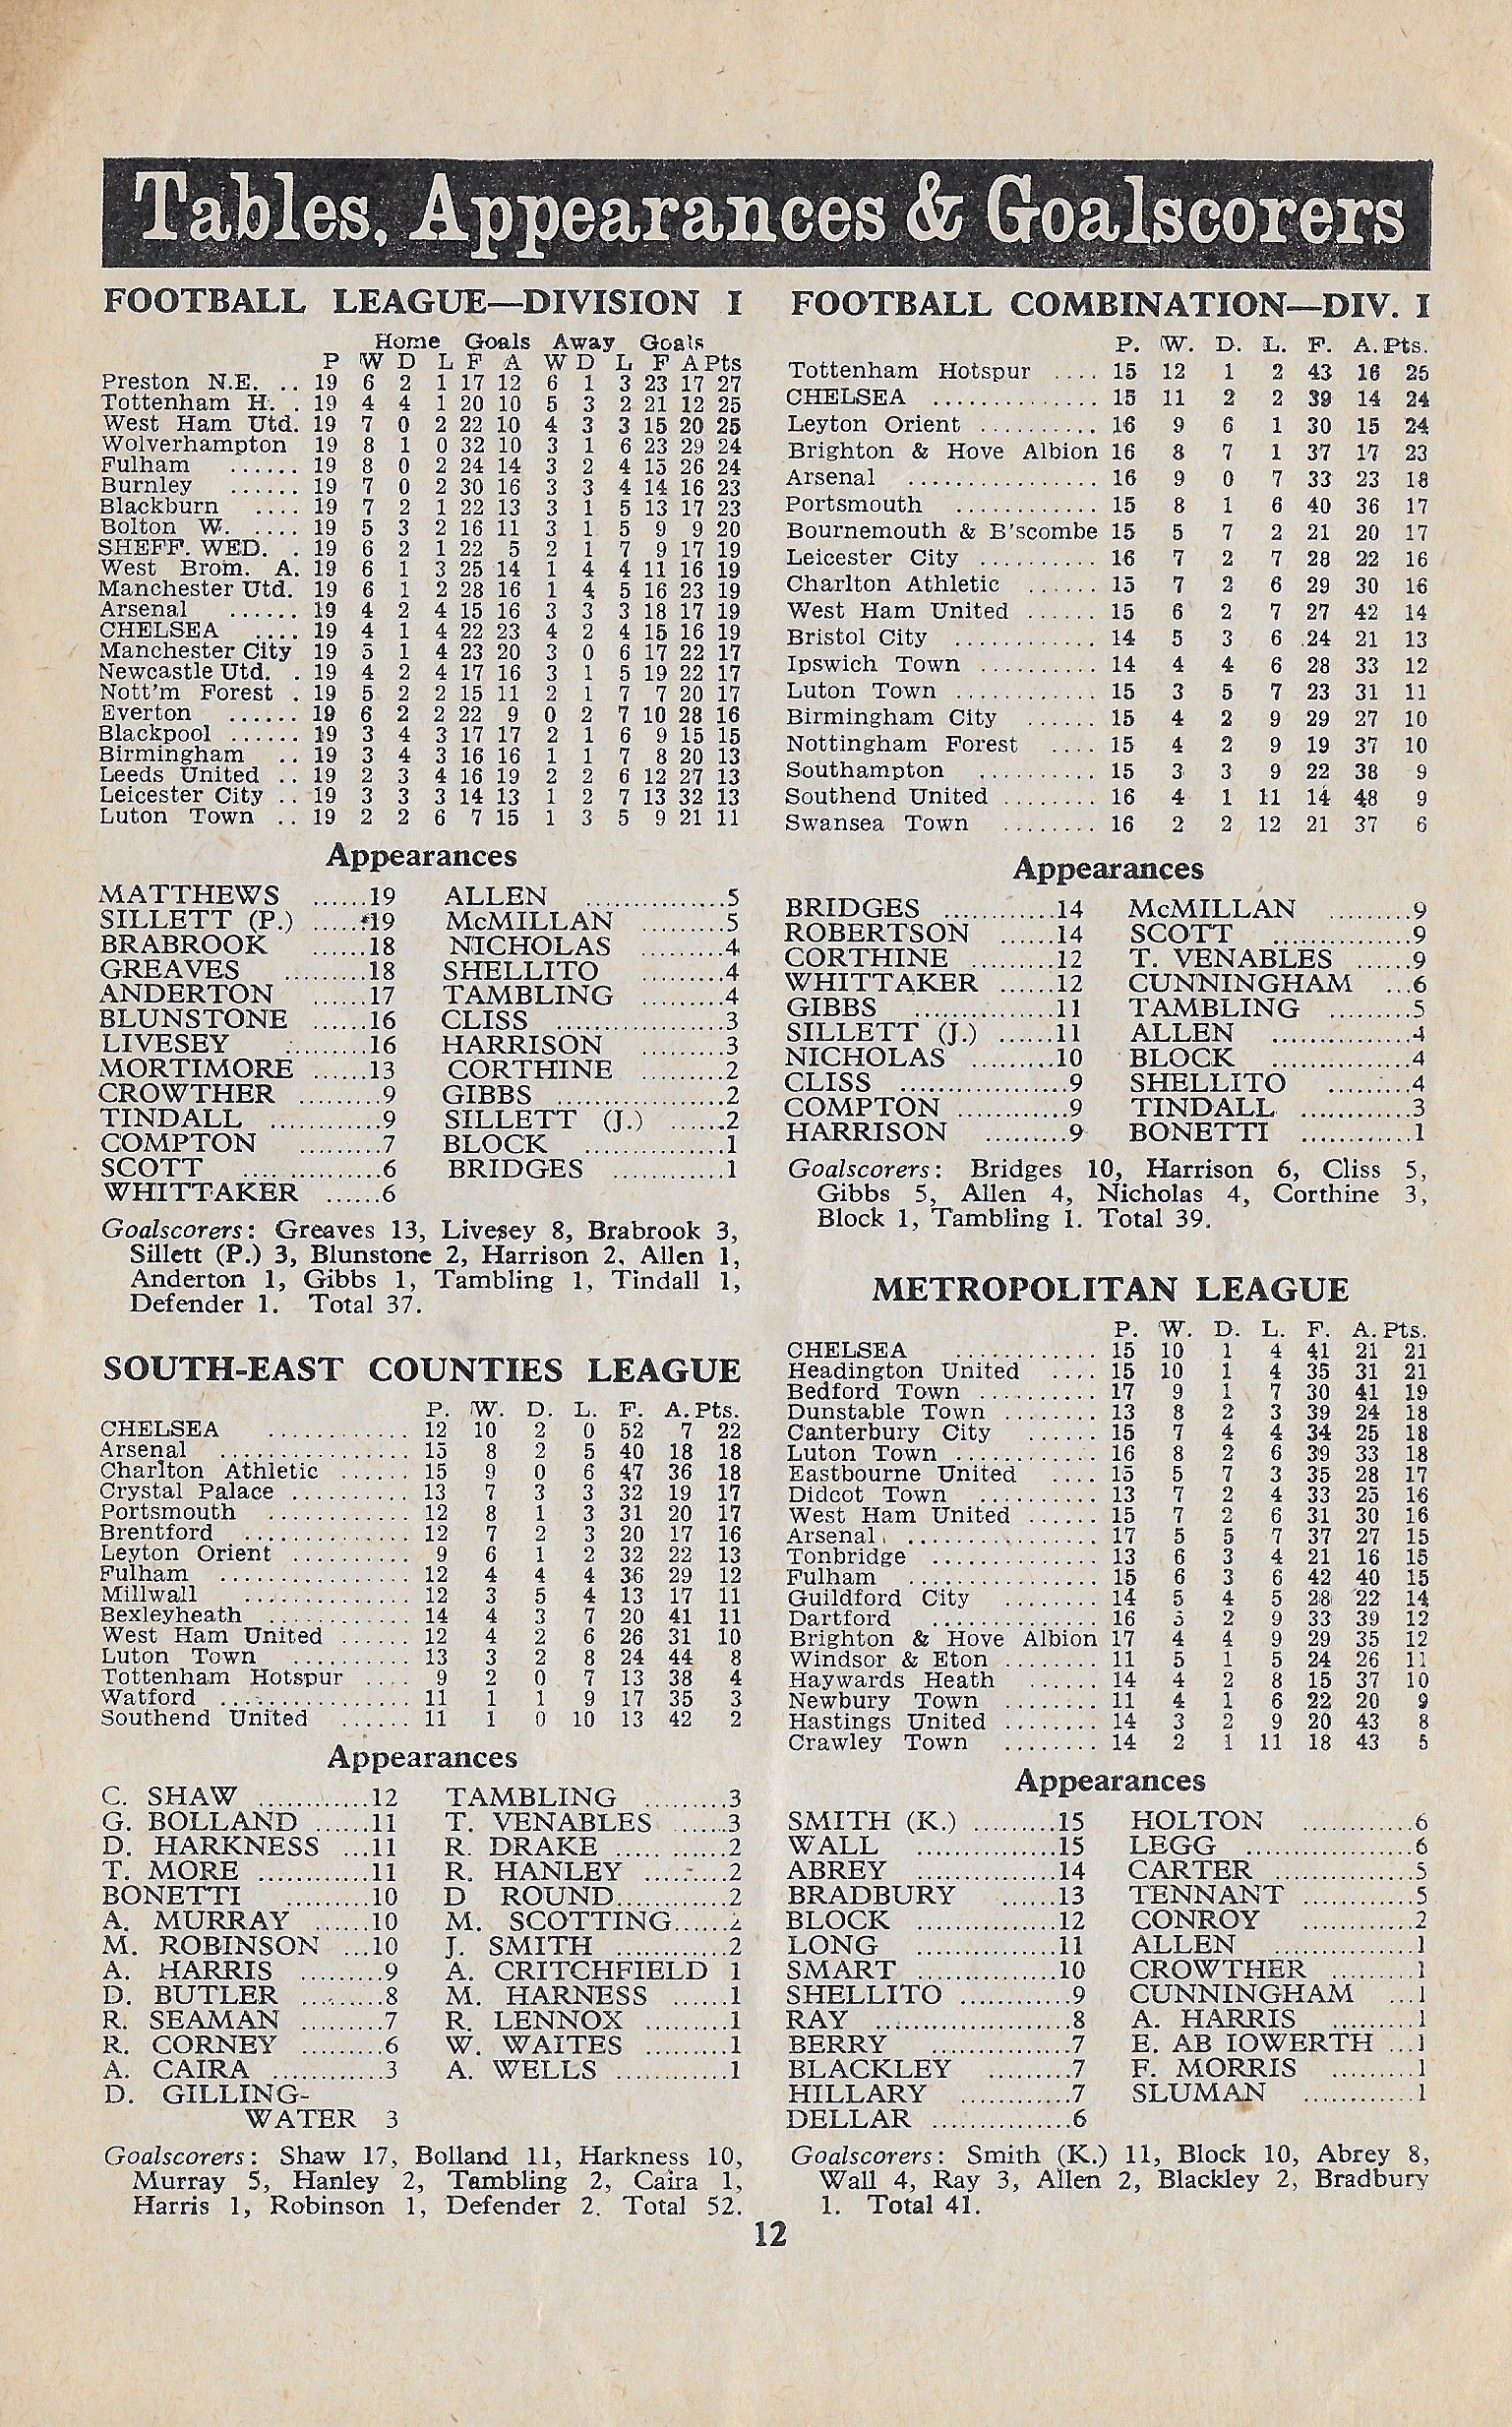 Tables, Appearances & Goalscorers
FOOTBALL LEAGUE—DIVISION I
Home Goals Away Goals
P W D L F A W D L F A Pts
Preston N.E. .. 19 6 2 1 17 12 6 1 3 23 17 27
Tottenham H. . 19 4 4 1 20 10 5 3 2 21 12 25
West Ham Utd. 19 7 0 2 22 10 4 3 3 15 20 25
Wolverhampton 19 8 1 0 32 10 3 1 6 23 29 24
Fulham ...... 19 8 0 2 24 14 3 2 4 15 26 24
Burnley ...... 19 7 0 2 30 16 3 3 4 14 16 23
Blackburn .... 19 7 2 1 22 13 3 1 5 13 17 23
Bolton W. .... 19 5 3 2 16 11 3 1 5 9 9 20
SHEFF. WED. . 19 6 2 1 22 5 2 1 7 9 17 19
West Brom. A. 19 6 1 3 25 14 1 4 4 11 16 19
Manchester Utd. 19 6 1 2 28 16 1 4 5 16 23 19
Arsenal ...... 19 4 2 4 15 16 3 3 3 18 17 19
CHELSEA .... 19 4 1 4 22 23 4 2 4 15 16 19
Manchester City 19 5 1 4 23 20 3 0 6 17 22 17
Newcastle Utd. . 19 4 2 4 17 16 3 1 5 19 22 17
Nott'm Forest . 19 5 2 2 15 11 2 1 7 7 20 17
Everton ...... 19 6 2 2 22 9 0 2 7 10 28 16
Blackpool ...... 19 3 4 3 17 17 2 1 6 9 15 15
Birmingham .. 19 3 4 3 16 16 1 1 7 8 20 13
Leeds United .. 19 2 3 4 16 19 2 2 6 12 27 13
Leicester City .. 19 3 3 3 14 13 1 2 7 13 32 13
Luton Town .. 19 2 2 6 7 15 1 3 5 9 21 11
Appearances
MATTHEWS ......19 ALLEN ...............5
SILLETT (P.) ......19 McMILLAN .........5
BRABROOK ......18 NICHOLAS .........4
GREAVES .........18 SHELLITO .........4
ANDERTON ......17 TAMBLING .........4
BLUNSTONE ......16 CLISS ..................3
LIVESEY .........16 HARRISON .........3
MORTIMORE ......13 CORTHINE .........2
CROWTHER .........9 GIBBS ..................2
TINDALL ............9 SILLETT (J.) ......2
COMPTON .........7 BLOCK ...............1
SCOTT ...............6 BRIDGES ............1
WHITTAKER ......6
Goalscorers: Greaves 13, Livesey 8, Brabrook 3,
Sillett (P.) 3, Blunstone 2, Harrison 2, Allen 1,
Anderton 1, Gibbs 1, Tambling 1, Tindall 1,
Defender 1. Total 37.
SOUTH-EAST COUNTIES LEAGUE
P. W. D. L. F. A. Pts.
CHELSEA ............ 12 10 2 0 52 7 22
Arsenal ................ 15 8 2 5 40 18 18
Charlton Athletic ...... 15 9 0 6 47 36 18
Crystal Palace .......... 13 7 3 3 32 19 17
Portsmouth ............ 12 8 1 3 31 20 17
Brentford .............. 12 7 2 3 20 17 16
Leyton Orient .......... 9 6 1 2 32 22 13
Fulham ................ 12 4 4 4 36 29 12
Millwall .............. 12 3 5 4 13 17 11
Bexleyheath ............ 14 4 3 7 20 41 11
West Ham United ...... 12 4 2 6 26 31 10
Luton Town .......... 13 3 2 8 24 44 8
Tottenham Hotspur .... 9 2 0 7 13 38 4
Watford ................ 11 1 1 9 17 35 3
Southend United ...... 11 1 0 10 13 42 2
Appearances
C. SHAW ............12 TAMBLING .........3
G. BOLLAND ......11 T. VENABLES ......3
D. HARKNESS ...11 R. DRAKE ............2
T. MORE ............11 R. HANLEY .........2
BONETTI ............10 D ROUND............2
A. MURRAY ......10 M. SCOTTING......2
M. ROBINSON ...10 J. SMITH ............2
A. HARRIS .........9 A. CRITCHFIELD 1
D. BUTLER .........8 M. HARNESS ......1
R. SEAMAN .........7 R. LENNOX .........1
R. CORNEY .........6 W. WAITES .........1
A. CAIRA ............3 A. WELLS ............1
D. GILLING-
WATER 3
Goalscorers: Shaw 17, Bolland 11, Harkness 10,
Murray 5, Hanley 2, Tambling 2, Caira 1,
Harris 1, Robinson 1, Defender 2. Total 52.
FOOTBALL COMBINATION—DIV. I
P. W. D. L. F. A. Pts.
Tottenham Hotspur .... 15 12 1 2 43 16 25
CHELSEA .............. 15 11 2 2 39 14 24
Leyton Orient .......... 16 9 6 1 30 15 24
Brighton & Hove Albion 16 8 7 1 37 17 23
Arsenal ................ 16 9 0 7 33 23 18
Portsmouth ............ 15 8 1 6 40 36 17
Bournemouth & B'scombe 15 5 7 2 21 20 17
Leicester City .......... 16 7 2 7 28 22 16
Charlton Athletic ...... 15 7 2 6 29 30 16
West Ham United ...... 15 6 2 7 27 42 14
Bristol City ............ 14 5 3 6 24 21 13
Ipswich Town .......... 14 4 4 6 28 33 12
Luton Town ............ 15 3 5 7 23 31 11
Birmingham City ...... 15 4 2 9 29 27 10
Nottingham Forest .... 15 4 2 9 19 37 10
Southampton .......... 15 3 3 9 22 38 9
Southend United ........ 16 4 1 11 14 48 9
Swansea Town ........ 16 2 2 12 21 37 6
Appearances
BRIDGES ............14 McMILLAN .........9
ROBERTSON ......14 SCOTT ...............9
CORTHINE .........12 T. VENABLES ......9
WHITTAKER ......12 CUNNINGHAM ...6
GIBBS ...............11 TAMBLING .........5
SILLETT (J.) ......11 ALLEN ...............4
NICHOLAS .........10 BLOCK ...............4
CLISS ..................9 SHELLITO .........4
COMPTON ............9 TINDALL ............3
HARRISON .........9 BONETTI ............1
Goalscorers: Bridges 10, Harrison 6, Cliss 5,
Gibbs 5, Allen 4, Nicholas 4, Corthine 3,
Block 1, Tambling 1. Total 39.
METROPOLITAN LEAGUE
P. W. D. L. F. A. Pts.
CHELSEA ............ 15 10 1 4 41 21 21
Headington United .... 15 10 1 4 35 31 21
Bedford Town .......... 17 9 1 7 30 41 19
Dunstable Town ........ 13 8 2 3 39 24 18
Canterbury City ...... 15 7 4 4 34 25 18
Luton Town ............ 16 8 2 6 39 33 18
Eastbourne United .... 15 5 7 3 35 28 17
Didcot Town .......... 13 7 2 4 33 25 16
West Ham United ...... 15 7 2 6 31 30 16
Arsenal ................ 17 5 5 7 37 27 15
Tonbridge .............. 13 6 3 4 21 16 15
Fulham ................ 15 6 3 6 42 40 15
Guildford City ........ 14 5 4 5 28 22 14
Dartford .............. 16 5 2 9 33 39 12
Brighton & Hove Albion 17 4 4 9 29 35 12
Windsor & Eton ........ 11 5 1 5 24 26 11
Haywards Heath ...... 14 4 2 8 15 37 10
Newbury Town ........ 11 4 1 6 22 20 9
Hastings United ........ 14 3 2 9 20 43 8
Crawley Town ........ 14 2 1 11 18 43 5
Appearances
SMITH (K.) .........15 HOLTON ............6
WALL ...............15 LEGG ..................6
ABREY ...............14 CARTER ...............5
BRADBURY ......13 TENNANT ............5
BLOCK ...............12 CONROY ............2
LONG ...............11 ALLEN ...............1
SMART ...............10 CROWTHER .........1
SHELLITO ............9 CUNNINGHAM ...1
RAY .....................8 A. HARRIS .........1
BERRY ...............7 E. AB IOWERTH ...1
BLACKLEY .........7 F. MORRIS .........1
HILLARY ............7 SLUMAN ............1
DELLAR ...............6
Goalscorers: Smith (K.) 11, Block 10, Abrey 8,
Wall 4, Ray 3, Allen 2, Blackley 2, Bradbury
1. Total 41.
12